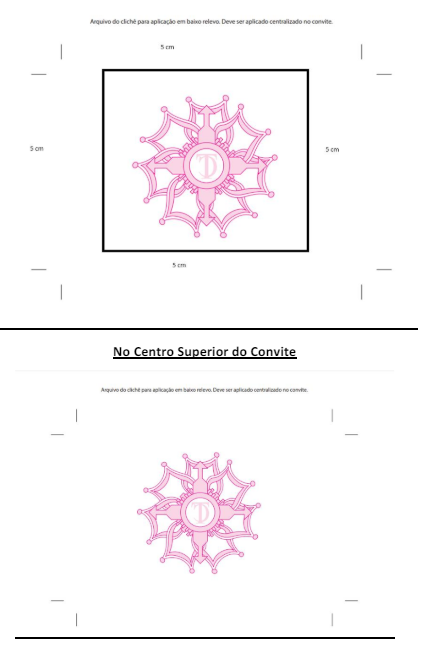 Arquivo do clichê para aplicação em baixo relevo. Deve ser aplicado centralizado no convite.
5 cm
5 cm
5 cm
5 cm
No Centro Superior do Convite
Arquivo do clichê para aplicação em baixo relevo. Deve ser aplicado centralizado no convite.